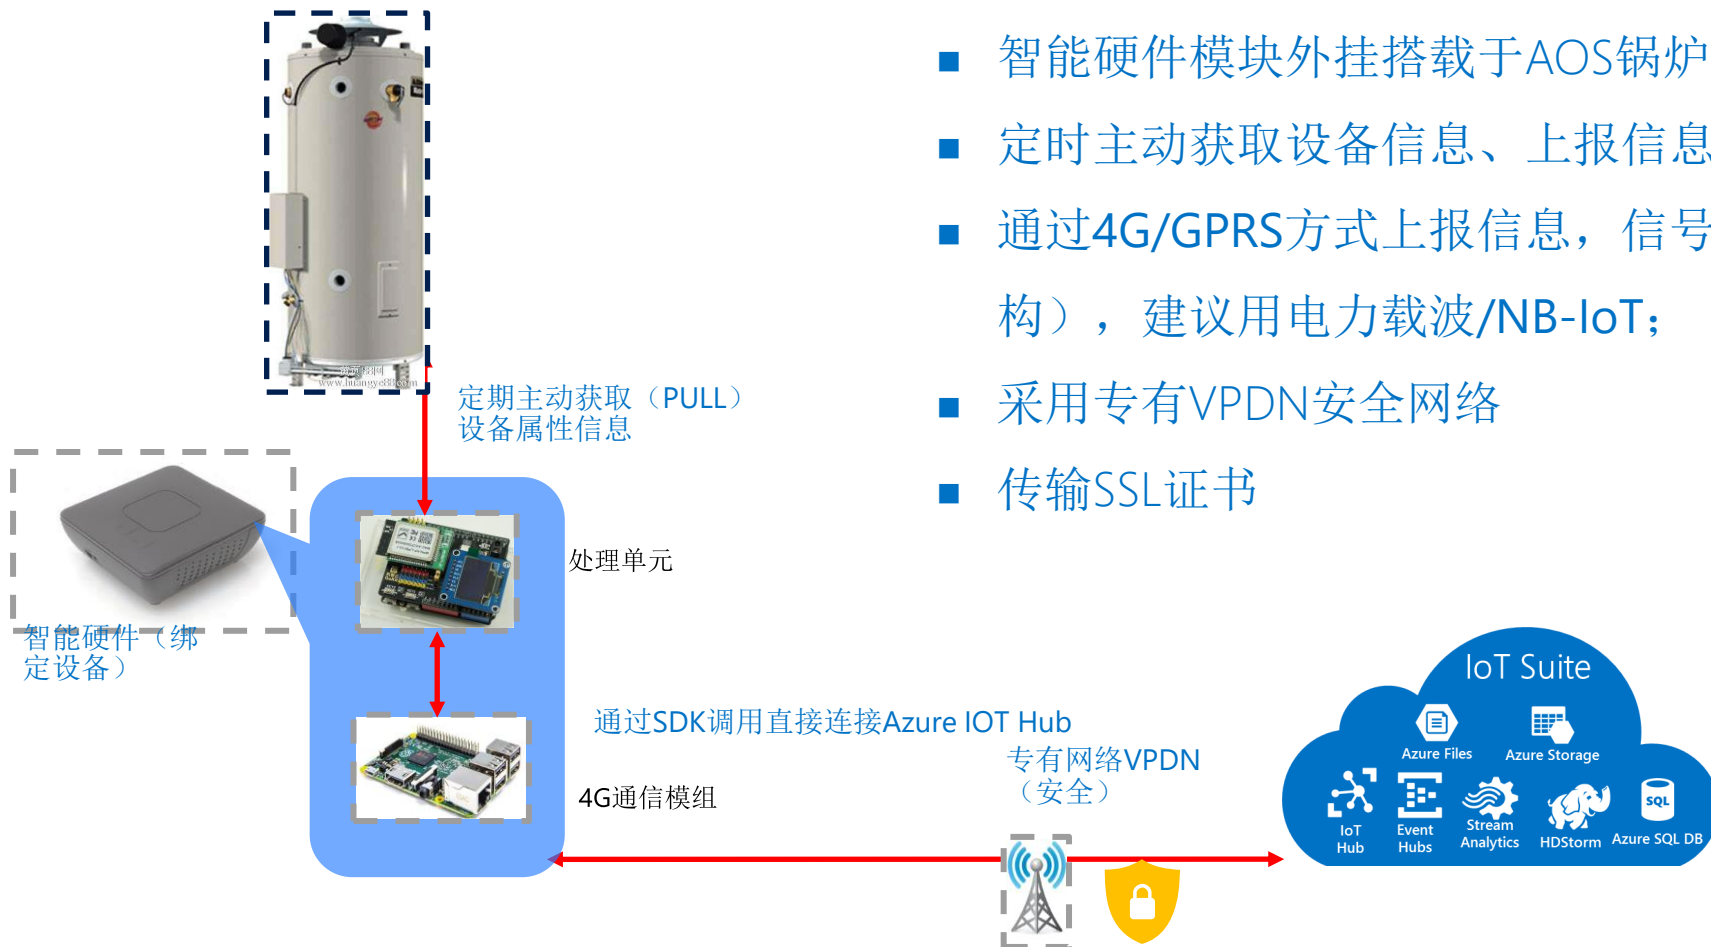 智能硬件模块外挂搭载于AOS锅炉
定时主动获取设备信息、上报信息
通过4G/GPRS方式上报信息，信号
构），建议用电力载波/NB-IoT；
采用专有VPDN安全网络
传输SSL证书
www.huangye88.com
定期主动获取（PULL）
设备属性信息
处理单元
智能硬件（绑
定设备）
通过SDK调用直接连接Azure IOT Hub
4G通信模组
专有网络VPDN
（安全）
IoT Suite
Azure Files
Azure Storage
IoT
Hub
Event
Hubs
Stream
Analytics
HDStorm
SQL
Azure SQL DB